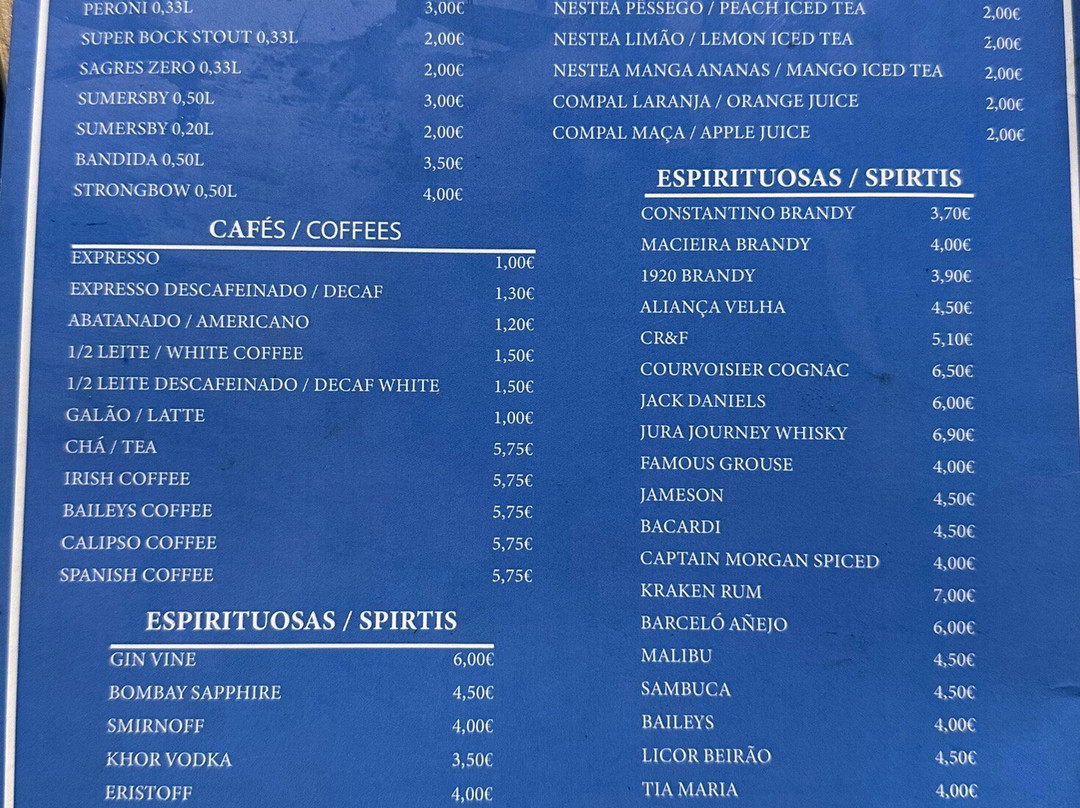 PERONI 0,33L 3,00€
SUPER BOCK STOUT 0,33L 2,00€
SAGRES ZERO 0,33L 2,00€
SUMERSBY 0,50L 3,00€
SUMERSBY 0,20L 2,00€
BANDIDA 0,50L 3,50€
STRONGBOW 0,50L 4,00€
CAFÉS / COFFEES
EXPRESSO 1,00€
EXPRESSO DESCAFEINADO / DECAF 1,30€
ABATANADO / AMERICANO 1,20€
1/2 LEITE / WHITE COFFEE 1,50€
1/2 LEITE DESCAFEINADO / DECAF WHITE 1,50€
GALÃO / LATTE 1,00€
CHÁ / TEA 5,75€
IRISH COFFEE 5,75€
BAILEYS COFFEE 5,75€
CALIPSO COFFEE 5,75€
SPANISH COFFEE 5,75€
ESPIRITUOSAS / SPIRTIS
GIN VINE 6,00€
BOMBAY SAPPHIRE 4,50€
SMIRNOFF 4,00€
KHOR VODKA 3,50€
ERISTOFF 4,00€
NESTEA PÊSSEGO / PEACH ICED TEA 2,00€
NESTEA LIMÃO / LEMON ICED TEA 2,00€
NESTEA MANGA ANANAS / MANGO ICED TEA 2,00€
COMPAL LARANJA / ORANGE JUICE 2,00€
COMPAL MAÇA / APPLE JUICE 2,00€
ESPIRITUOSAS / SPIRTIS
CONSTANTINO BRANDY 3,70€
MACIEIRA BRANDY 4,00€
1920 BRANDY 3,90€
ALIANÇA VELHA 4,50€
CR&F 5,10€
COURVOISIER COGNAC 6,50€
JACK DANIELS 6,00€
JURA JOURNEY WHISKY 6,90€
FAMOUS GROUSE 4,00€
JAMESON 4,50€
BACARDI 4,50€
CAPTAIN MORGAN SPICED 4,00€
KRAKEN RUM 7,00€
BARCELÓ AÑEJO 6,00€
MALIBU 4,50€
SAMBUCA 4,50€
BAILEYS 4,00€
LICOR BEIRÃO 4,50€
TIA MARIA 4,00€